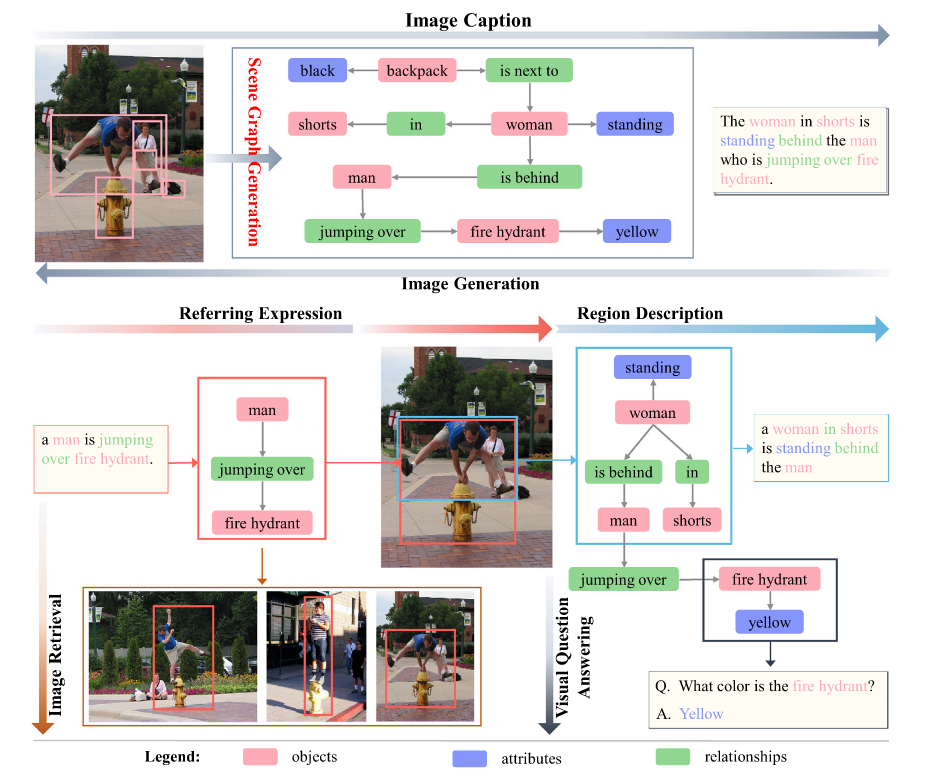 Image Caption
Scene Graph Generation
black
backpack
is next to
shorts
in
woman
standing
man
is behind
jumping over
fire hydrant
yellow
The woman in shorts is
standing behind the man
who is jumping over fire
hydrant.
Image Generation
Referring Expression
Region Description
a man is jumping
over fire hydrant.
man
jumping over
fire hydrant
standing
woman
is behind
in
man
shorts
jumping over
fire hydrant
yellow
a woman in shorts
is standing behind
the man
Image Retrieval
Visual Question
Answering
Q. What color is the fire hydrant?
A. Yellow
Legend:
objects
attributes
relationships